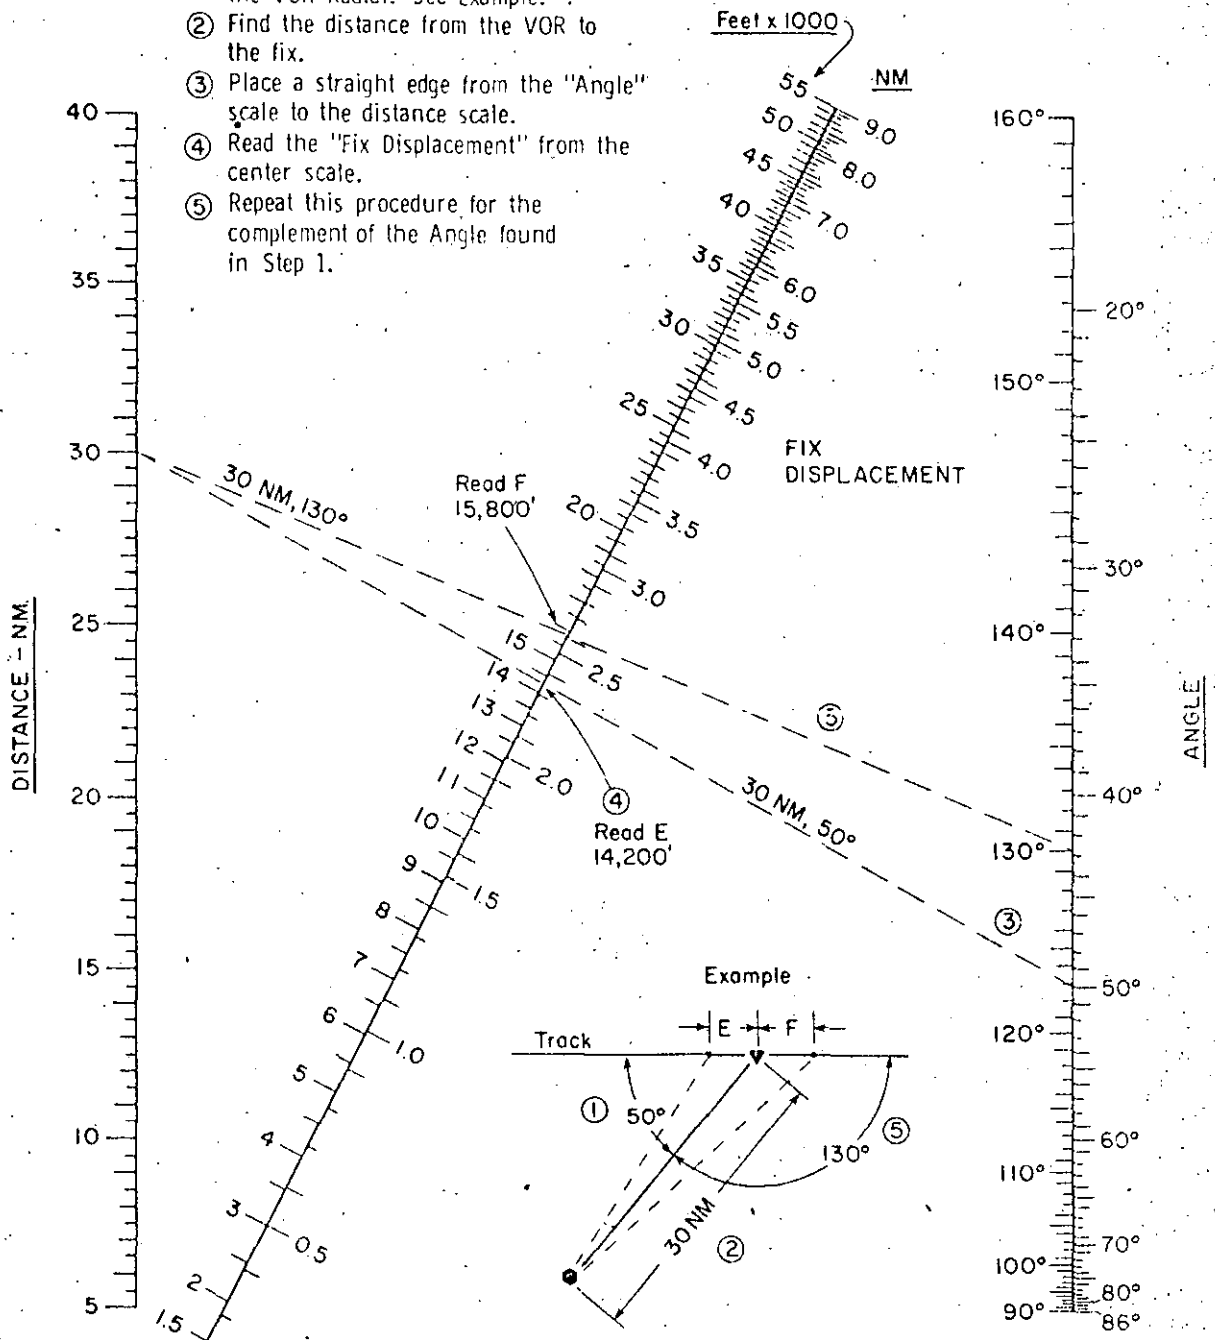 the VOR Radial. See Example.
② Find the distance from the VOR to
the fix.
③ Place a straight edge from the "Angle"
scale to the distance scale.
④ Read the "Fix Displacement" from the
center scale.
⑤ Repeat this procedure for the
complement of the Angle found
in Step 1.
Feet x 1000
NM
DISTANCE - NM.
40
35
30
25
20
15
10
5
55
50
45
40
35
30
25
20
15
14
13
12
11
10
9
8
7
6
5
4
3
2
1.5
9.0
8.0
7.0
6.0
5.5
5.0
4.5
4.0
3.5
3.0
2.5
2.0
1.5
1.0
0.5
FIX
DISPLACEMENT
30 NM, 130°
Read F
15,800'
⑤
30 NM, 50°
④
Read E
14,200'
③
160°
150°
140°
130°
120°
110°
100°
90°
20°
30°
40°
50°
60°
70°
80°
86°
ANGLE
Example
E
F
Track
① 50°
130° ⑤
30 NM
②